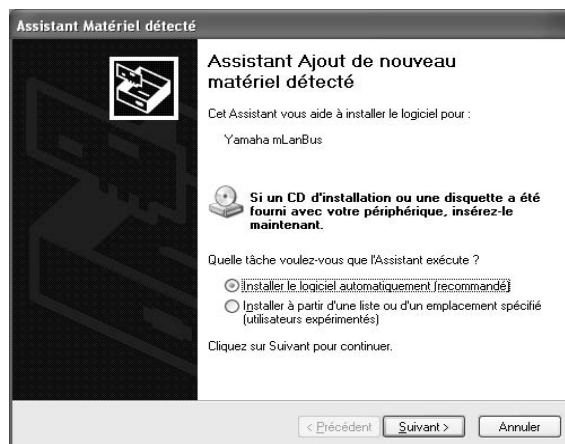 Assistant Matériel détecté
Assistant Ajout de nouveau
matériel détecté
Cet Assistant vous aide à installer le logiciel pour :
Yamaha mLanBus
Si un CD d'installation ou une disquette a été
fourni avec votre périphérique, insérez-le
maintenant.
Quelle tâche voulez-vous que l'Assistant exécute ?
Installer le logiciel automatiquement (recommandé)
Installer à partir d'une liste ou d'un emplacement spécifié
(utilisateurs expérimentés)
Cliquez sur Suivant pour continuer.
< Précédent Suivant > Annuler